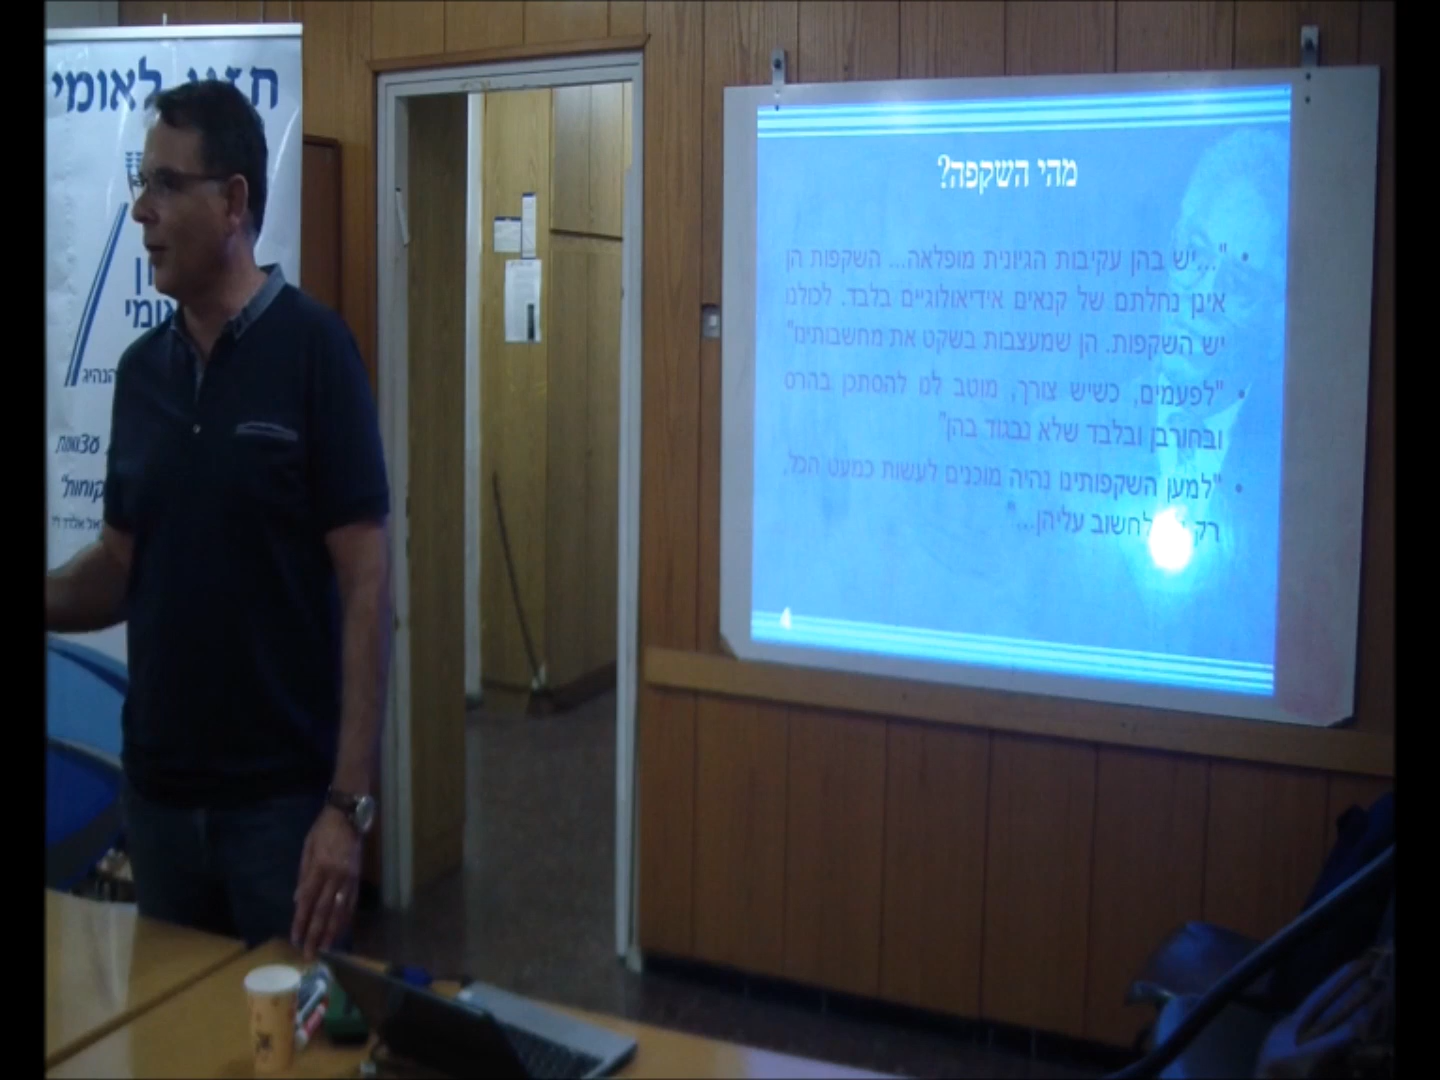 חזון לאומי
מהי השקפה?
"...יש בהן עקיבות הגיונית מופלאה... השקפות הן
אינן נחלתם של קנאים אידיאולוגיים בלבד. לכולנו
יש השקפות. הן שמעצבות בשקט את מחשבותים"
"לפעמים, כשיש צורך, מוטב לנו להסתכן בהרס
ובחורבן ובלבד שלא נבגוד בהן"
"למען השקפותינו נהיה מוכנים לעשות כמעט הכל,
רק לחשוב עליהן..."
4